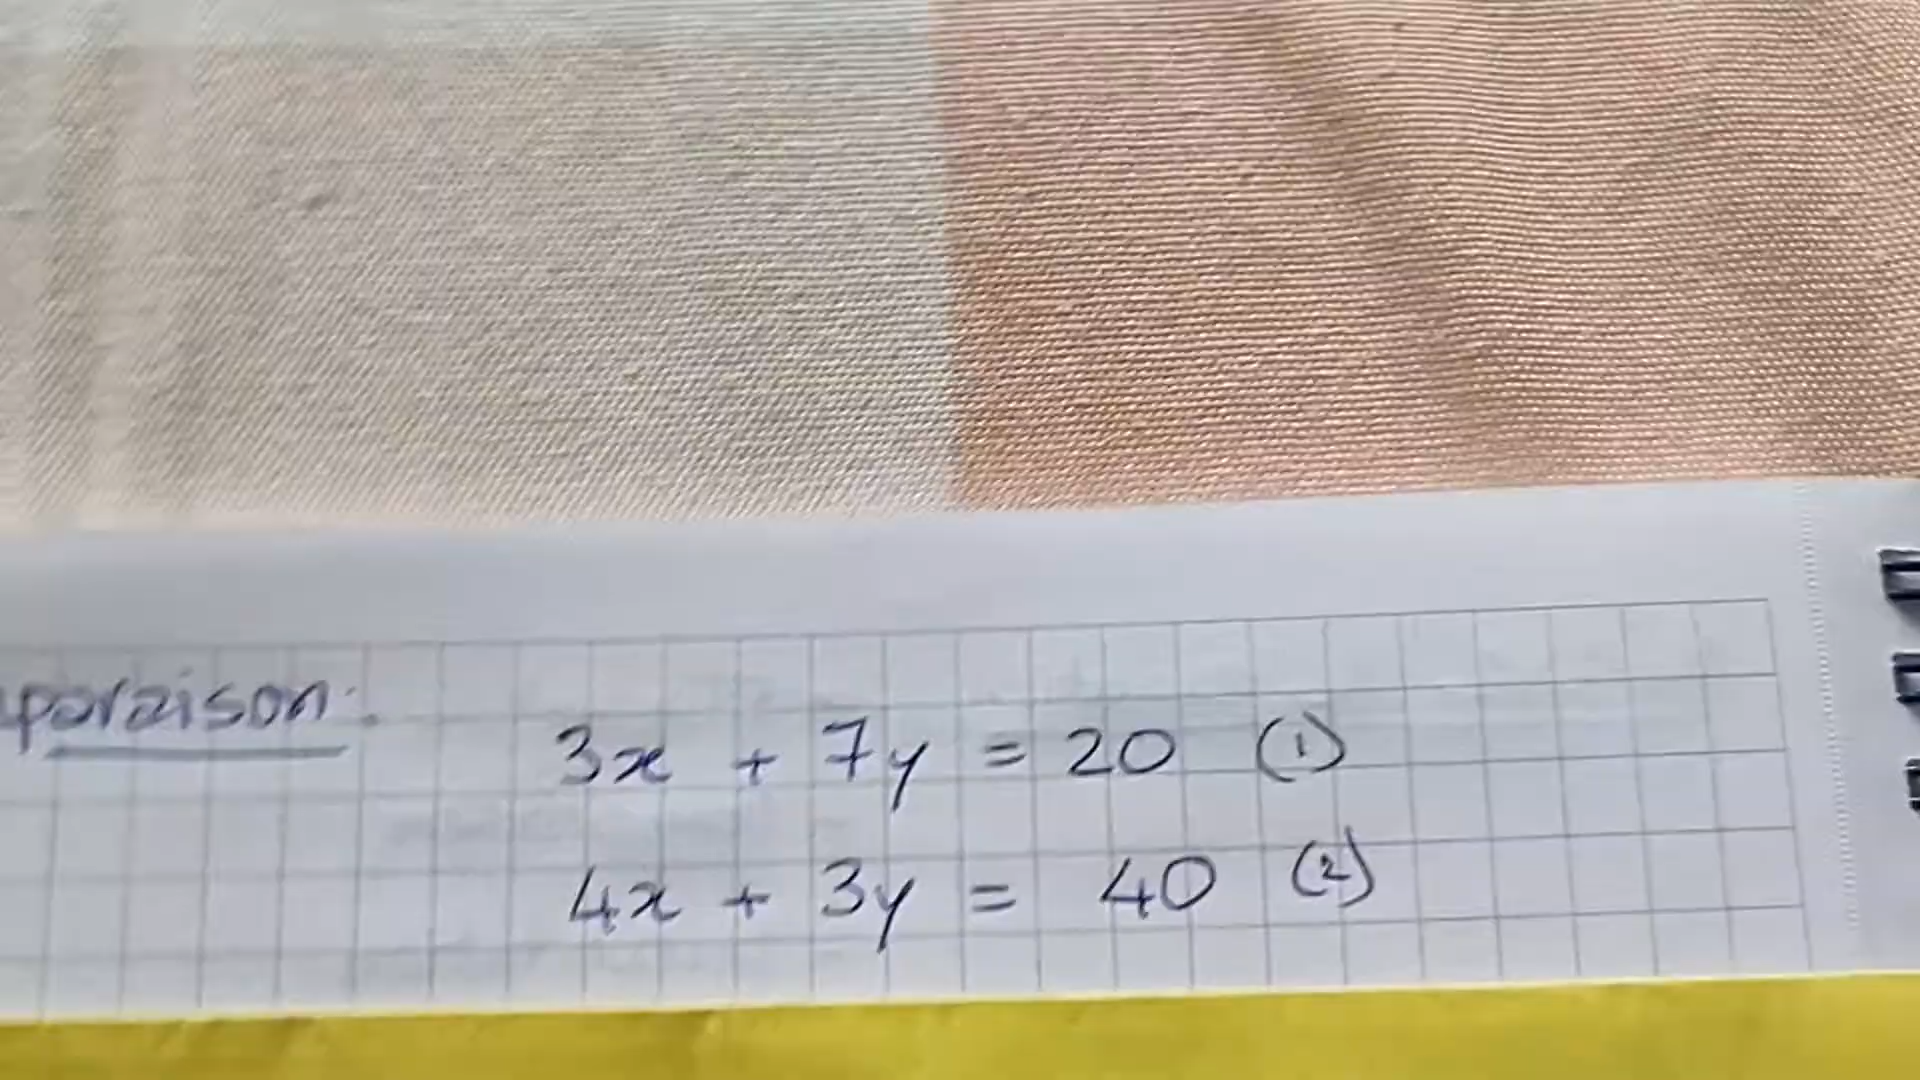 paraison:
3x + 7y = 20 (1)
4x + 3y = 40 (2)